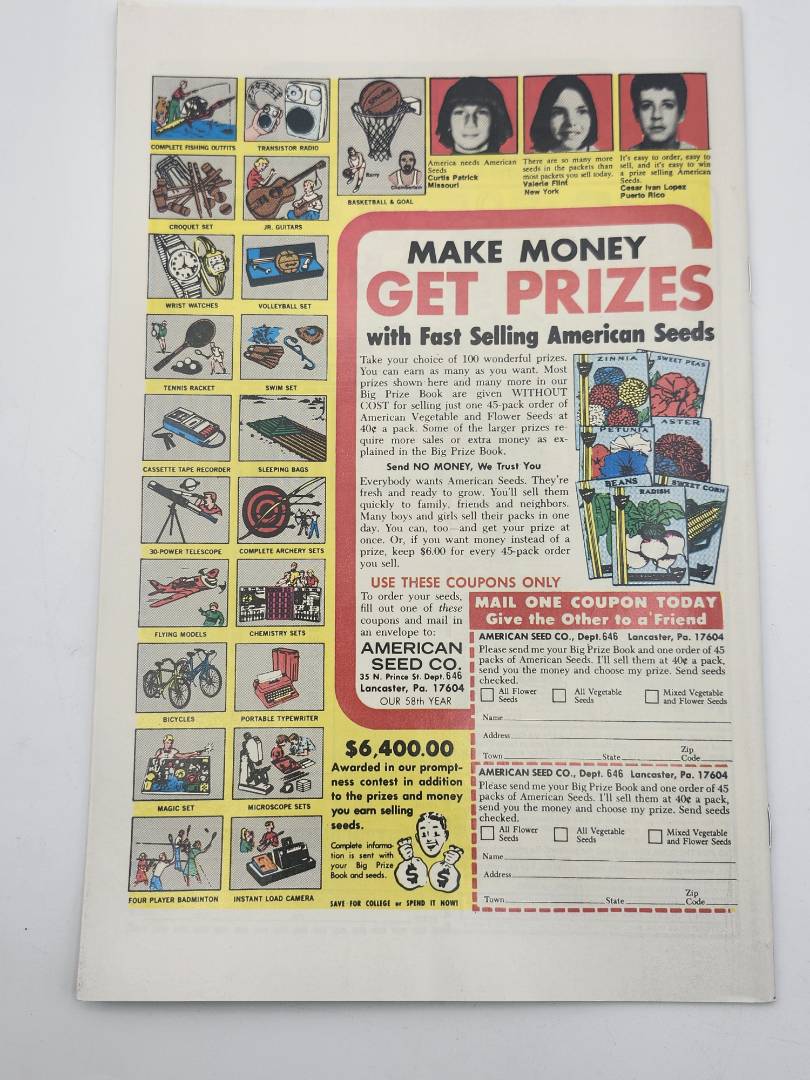 COMPLETE FISHING OUTFITS
TRANSISTOR RADIO
CROQUET SET
JR. GUITARS
WRIST WATCHES
VOLLEYBALL SET
TENNIS RACKET
SWIM SET
CASSETTE TAPE RECORDER
SLEEPING BAGS
30-POWER TELESCOPE
COMPLETE ARCHERY SETS
FLYING MODELS
CHEMISTRY SETS
BICYCLES
PORTABLE TYPEWRITER
MAGIC SET
MICROSCOPE SETS
FOUR PLAYER BADMINTON
INSTANT LOAD CAMERA
Barry
Chamberlain
BASKETBALL & GOAL
America needs American
Seeds
Curtis Patrick
Missouri
There are so many more
seeds in the packets than
most packets you sell today.
Valerie Flint
New York
It's easy to order, easy to
sell, and it's easy to win
a prize selling American
Seeds.
Cesar Ivan Lopez
Puerto Rico
MAKE MONEY
GET PRIZES
with Fast Selling American Seeds
Take your choice of 100 wonderful prizes.
You can earn as many as you want. Most
prizes shown here and many more in our
Big Prize Book are given WITHOUT
COST for selling just one 45-pack order of
American Vegetable and Flower Seeds at
40¢ a pack. Some of the larger prizes re-
quire more sales or extra money as ex-
plained in the Big Prize Book.
Send NO MONEY, We Trust You
Everybody wants American Seeds. They're
fresh and ready to grow. You'll sell them
quickly to family, friends and neighbors.
Many boys and girls sell their packs in one
day. You can, too—and get your prize at
once. Or, if you want money instead of a
prize, keep $6.00 for every 45-pack order
you sell.
ZINNIA
SWEET PEAS
PETUNIA
ASTER
BEANS
RADISH
SWEET CORN
USE THESE COUPONS ONLY
To order your seeds,
fill out one of these
coupons and mail in
an envelope to:
AMERICAN
SEED CO.
35 N. Prince St. Dept. 646
Lancaster, Pa. 17604
OUR 58th YEAR
$6,400.00
Awarded in our prompt-
ness contest in addition
to the prizes and money
you earn selling
seeds.
Complete informa-
tion is sent with
your Big Prize
Book and seeds.
$ $
SAVE FOR COLLEGE or SPEND IT NOW!
MAIL ONE COUPON TODAY
Give the Other to a Friend
AMERICAN SEED CO., Dept. 646 Lancaster, Pa. 17604
Please send me your Big Prize Book and one order of 45
packs of American Seeds. I'll sell them at 40¢ a pack,
send you the money and choose my prize. Send seeds
checked.
All Flower Seeds
All Vegetable Seeds
Mixed Vegetable and Flower Seeds
Name
Address
Town State Zip Code
AMERICAN SEED CO., Dept. 646 Lancaster, Pa. 17604
Please send me your Big Prize Book and one order of 45
packs of American Seeds. I'll sell them at 40¢ a pack,
send you the money and choose my prize. Send seeds
checked.
All Flower Seeds
All Vegetable Seeds
Mixed Vegetable and Flower Seeds
Name
Address
Town State Zip Code